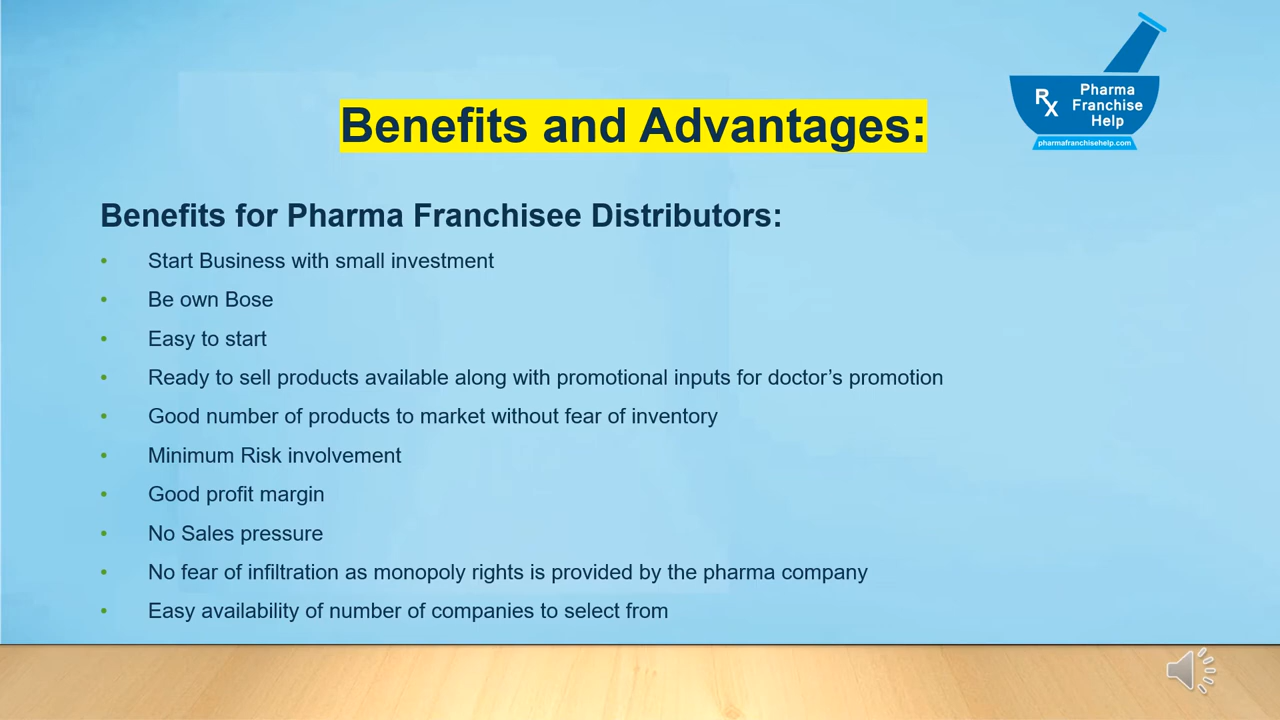 Benefits and Advantages:
Rx
Pharma
Franchise
Help
pharmafranchisehelp.com
Benefits for Pharma Franchisee Distributors:
• Start Business with small investment
• Be own Bose
• Easy to start
• Ready to sell products available along with promotional inputs for doctor’s promotion
• Good number of products to market without fear of inventory
• Minimum Risk involvement
• Good profit margin
• No Sales pressure
• No fear of infiltration as monopoly rights is provided by the pharma company
• Easy availability of number of companies to select from